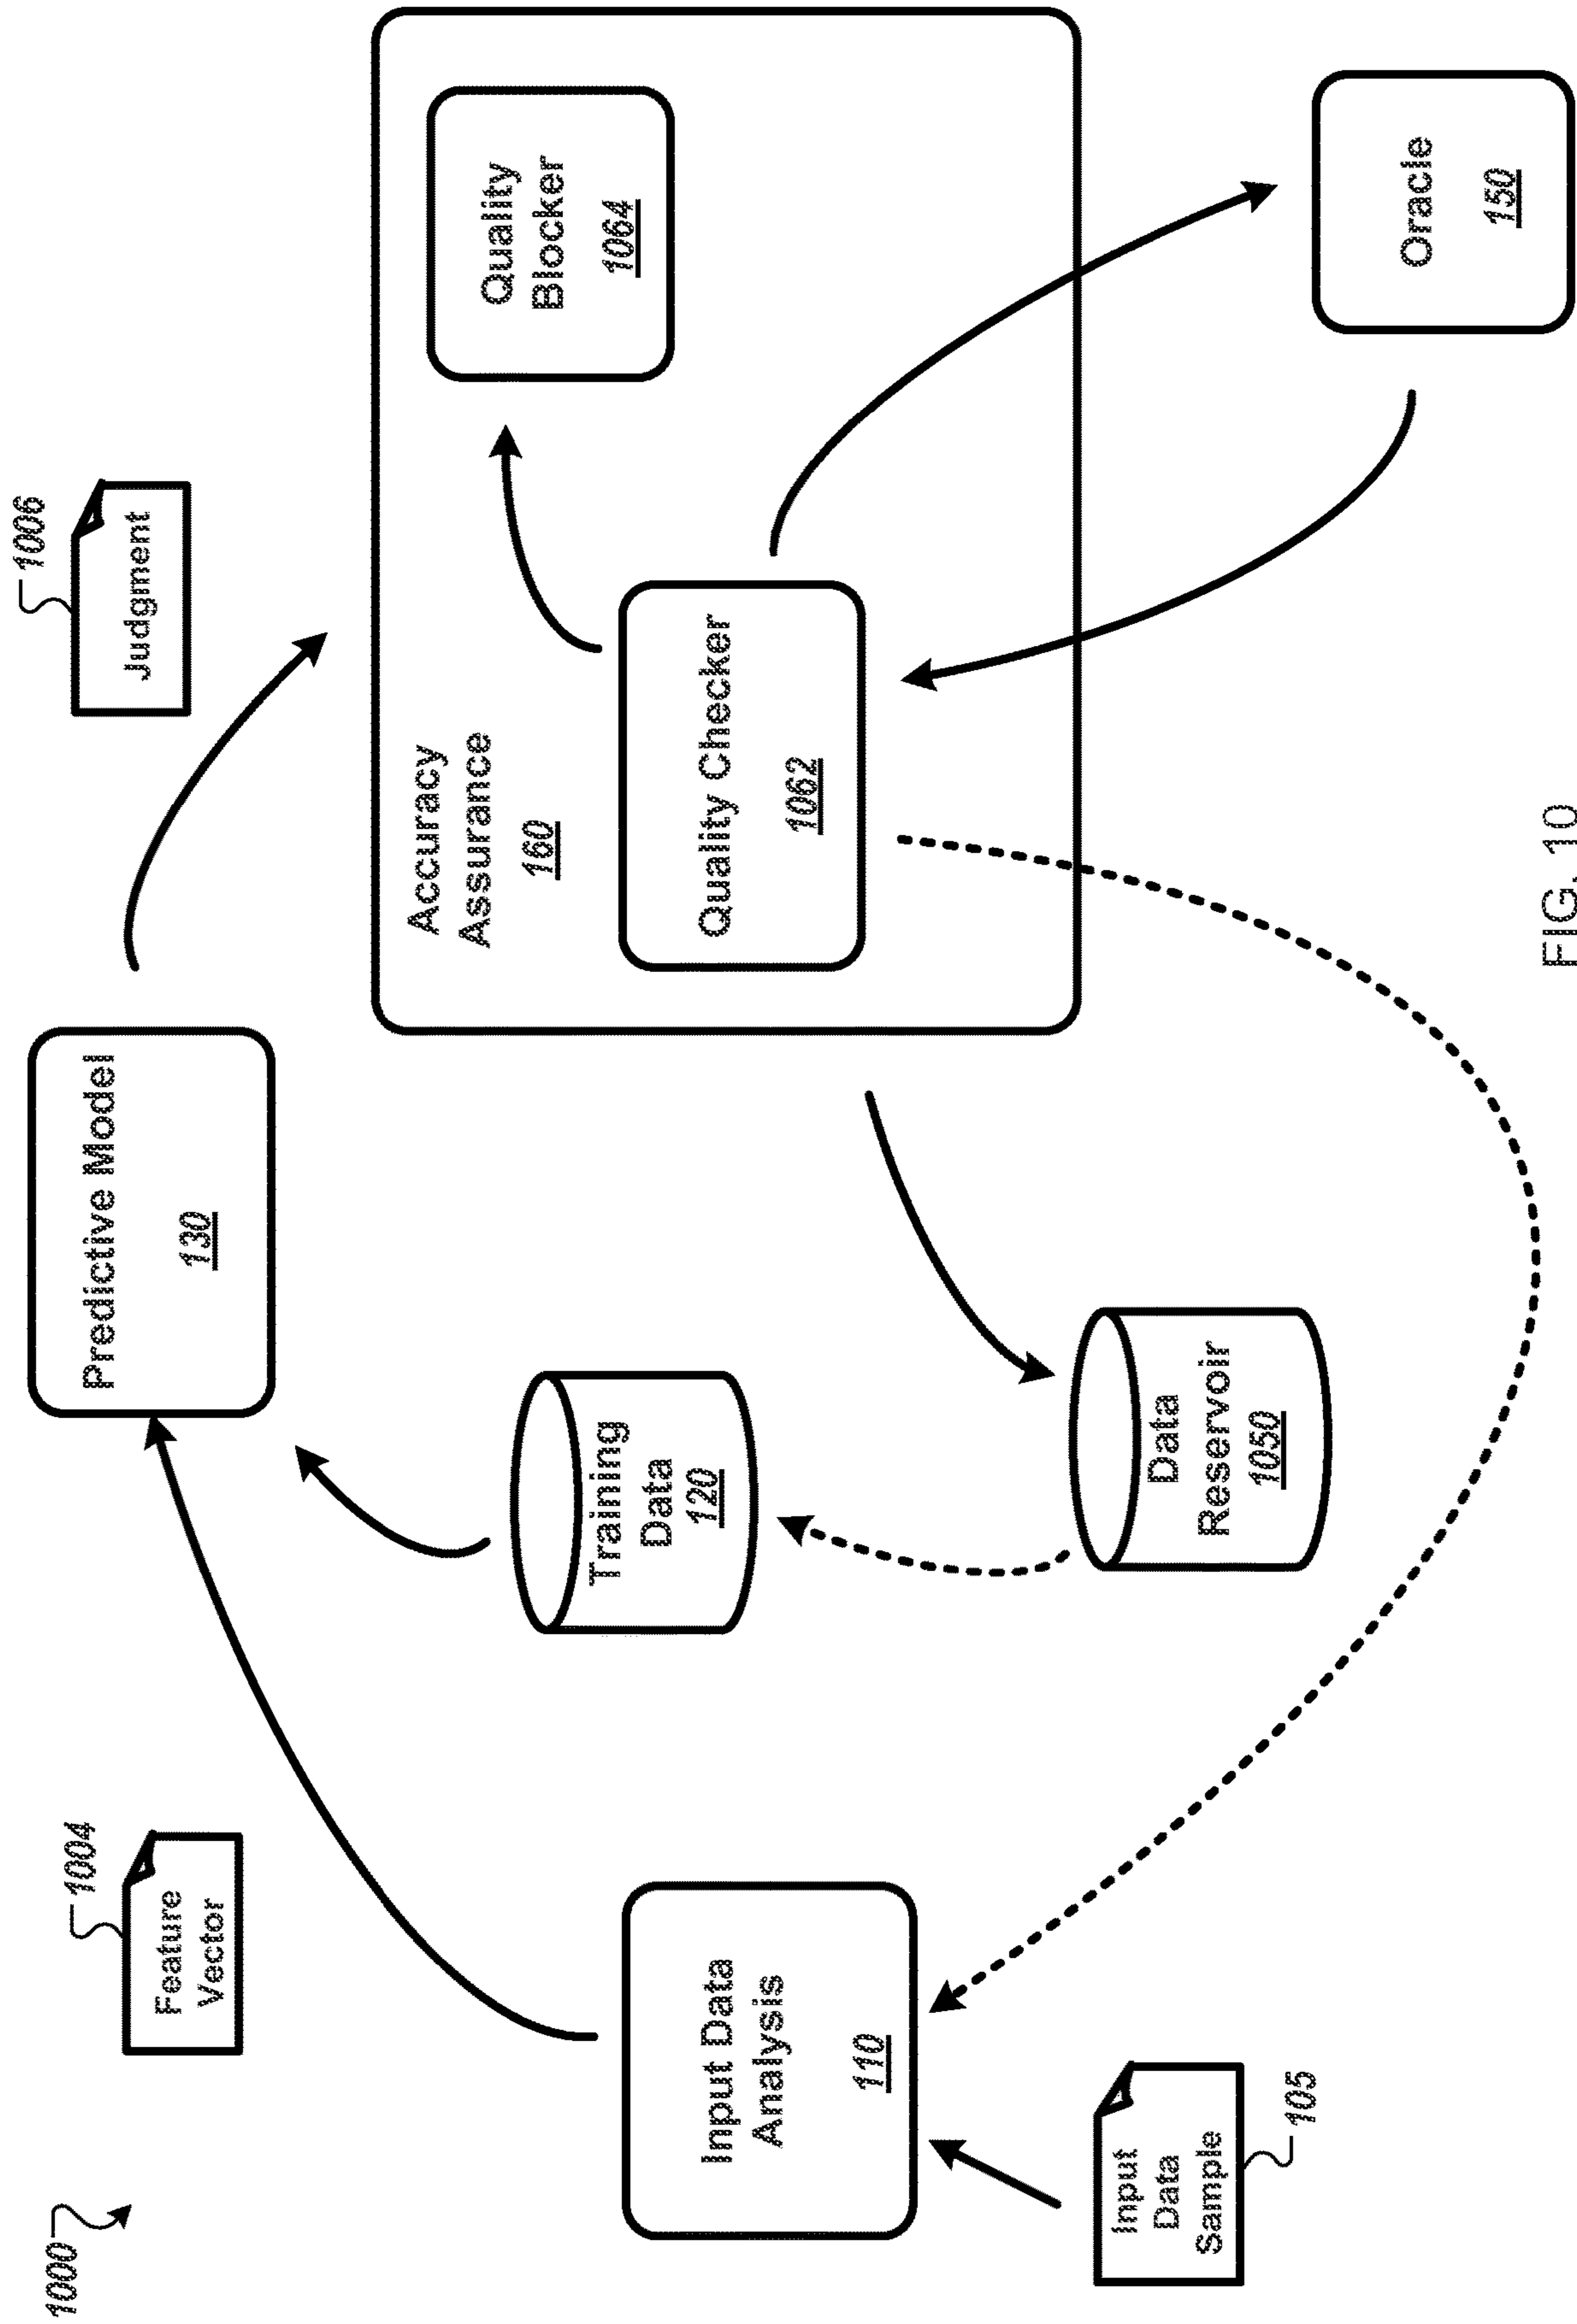 1000
1004
Feature
Vector
Predictive Model
130
1006
Judgment
Input Data
Analysis
110
Input
Data
Sample
105
Training
Data
120
Data
Reservoir
1050
Accuracy
Assurance
160
Quality Checker
1062
Quality
Blocker
1064
Oracle
150
FIG. 10